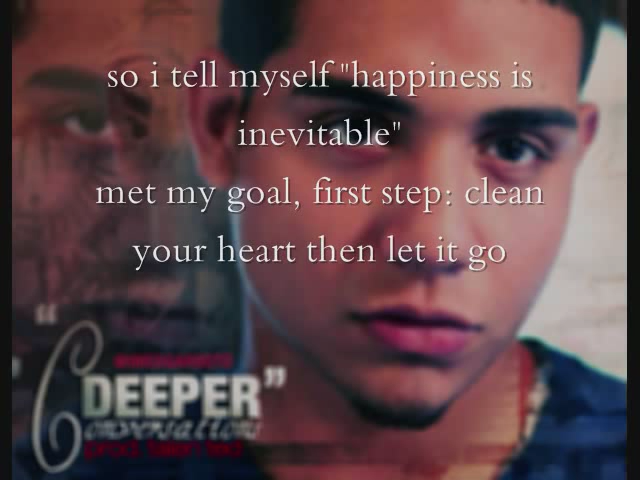 so i tell myself "happiness is
inevitable"
met my goal, first step: clean
your heart then let it go
"
DEEPER"
Conversations